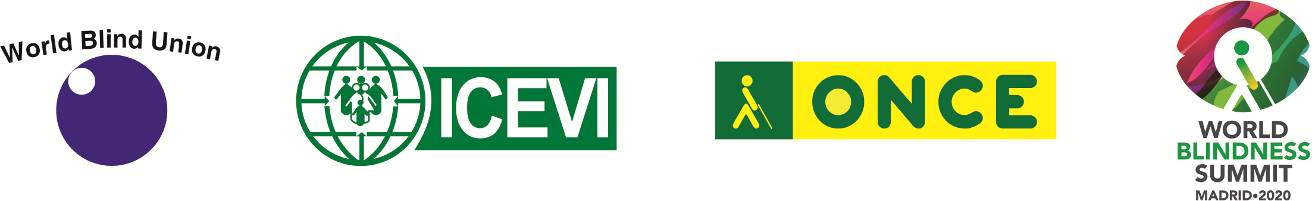 World Blind Union
ICEVI
ONCE
WORLD
BLINDNESS
SUMMIT
MADRID•2020